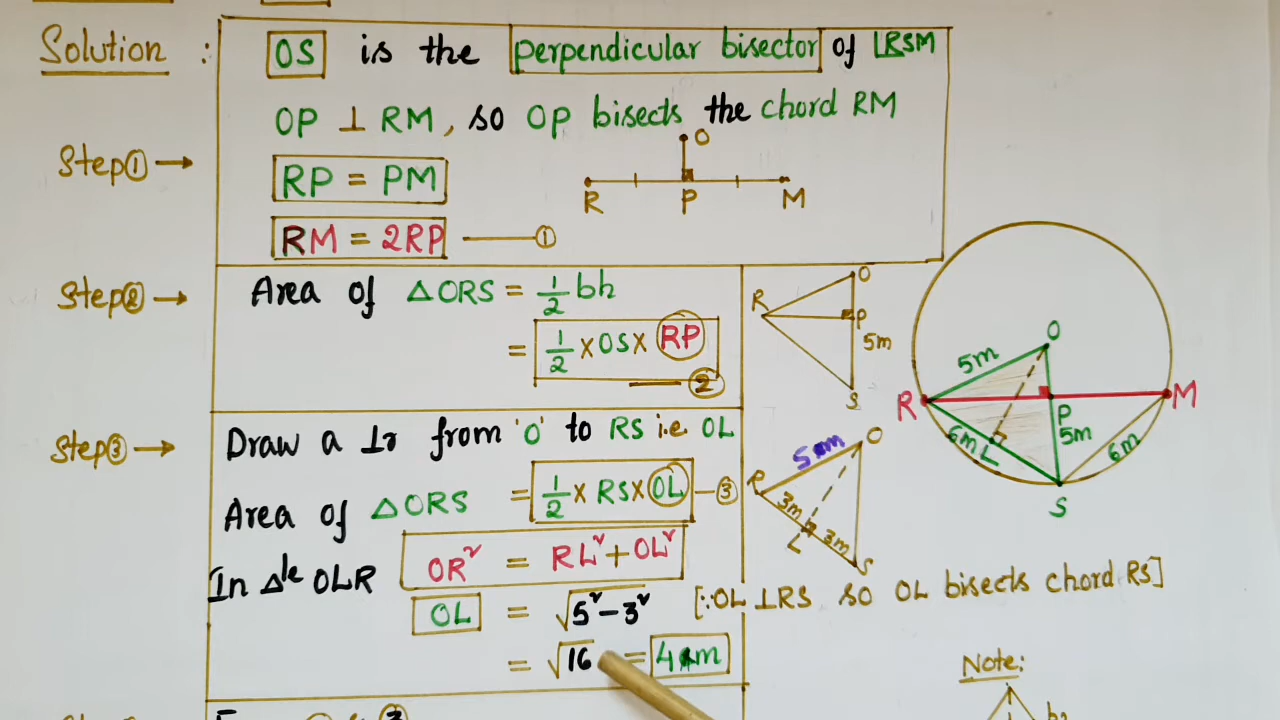 Solution :
OS is the perpendicular bisector of ∠RSM
OP ⊥ RM, so OP bisects the chord RM
Step① →
RP = PM
O
R P M
RM = 2RP —— ①
Step② →
Area of △ORS = 1/2 bh
= 1/2 × OS × RP
—— ②
O
R
P
5m
S
Step③ →
Draw a ⊥r from 'O' to RS i.e. OL
Area of △ORS = 1/2 × RS × OL — ③
In △le OLR OR² = RL² + OL²
OL = √5² - 3² [∵OL ⊥RS so OL bisects chord RS]
= √16 = 4m
5m
O
R
3m
L
3m
S
O
5m
R M
P
6m L
5m
6m
S
Note: